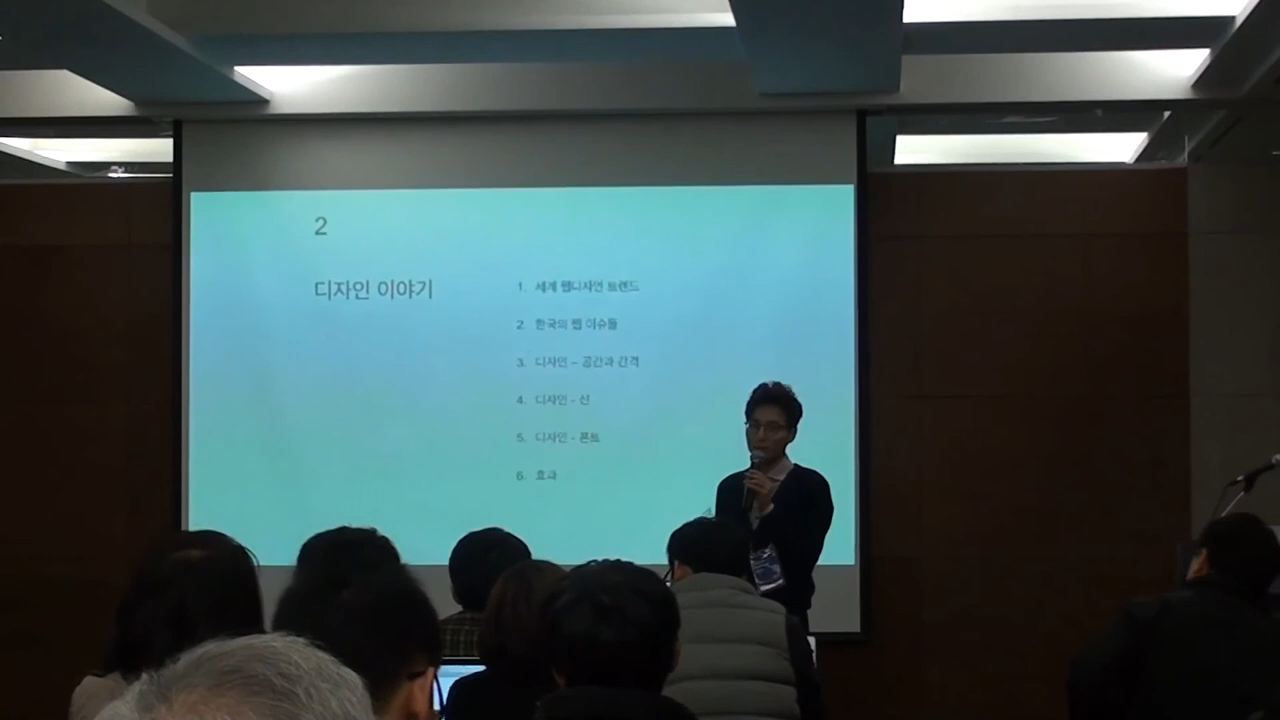 2
디자인 이야기
1. 세계 웹디자인 트렌드
2. 한국의 웹 이슈들
3. 디자인 – 공간과 간격
4. 디자인 - 선
5. 디자인 - 폰트
6. 효과